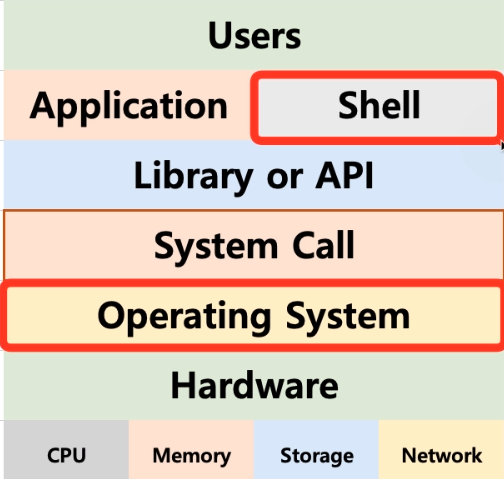 Users
Application Shell
Library or API
System Call
Operating System
Hardware
CPU Memory Storage Network